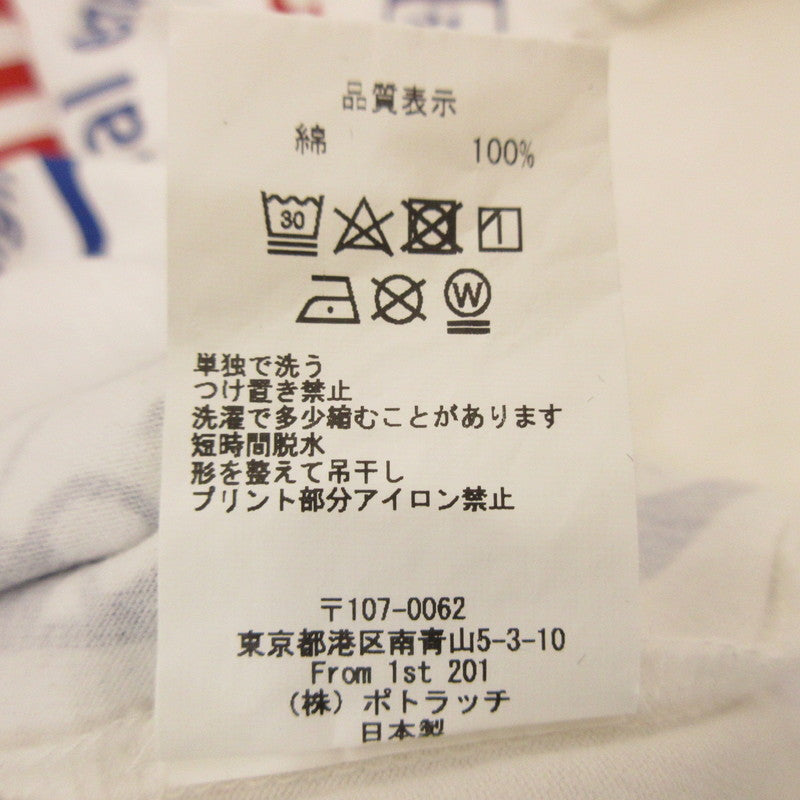 品質表示
綿 100%
30
W
単独で洗う
つけ置き禁止
洗濯で多少縮むことがあります
短時間脱水
形を整えて吊干し
プリント部分アイロン禁止
〒107-0062
東京都港区南青山5-3-10
From 1st 201
(株)ポトラッチ
日本製